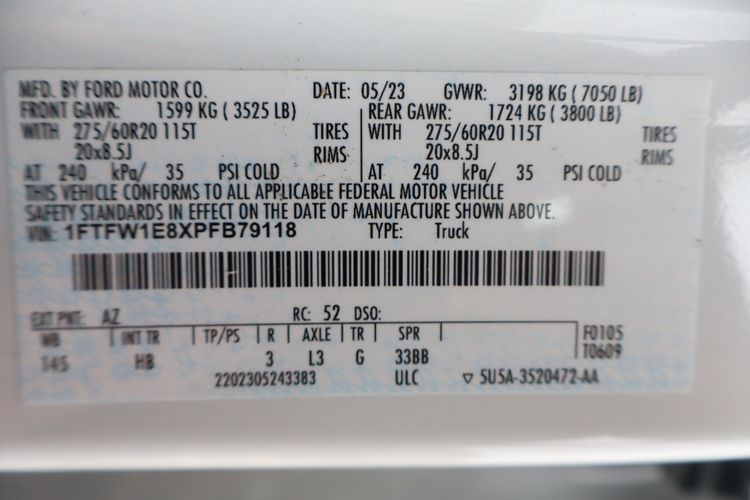 MFD. BY FORD MOTOR CO. DATE: 05/23 GVWR: 3198 KG ( 7050 LB)
FRONT GAWR: 1599 KG ( 3525 LB) REAR GAWR: 1724 KG ( 3800 LB)
WITH 275/60R20 115T TIRES WITH 275/60R20 115T TIRES
20x8.5J RIMS 20x8.5J RIMS
AT 240 kPa/ 35 PSI COLD AT 240 kPa/ 35 PSI COLD
THIS VEHICLE CONFORMS TO ALL APPLICABLE FEDERAL MOTOR VEHICLE
SAFETY STANDARDS IN EFFECT ON THE DATE OF MANUFACTURE SHOWN ABOVE.
VIN: 1FTFW1E8XPFB79118 TYPE: Truck
EXT PNT: AZ RC: 52 DSO:
WB INT TR TP/PS R AXLE TR SPR F0105
145 HB 3 L3 G 33BB T0609
2202305243383 ULC ▽ 5U5A-3520472-AA